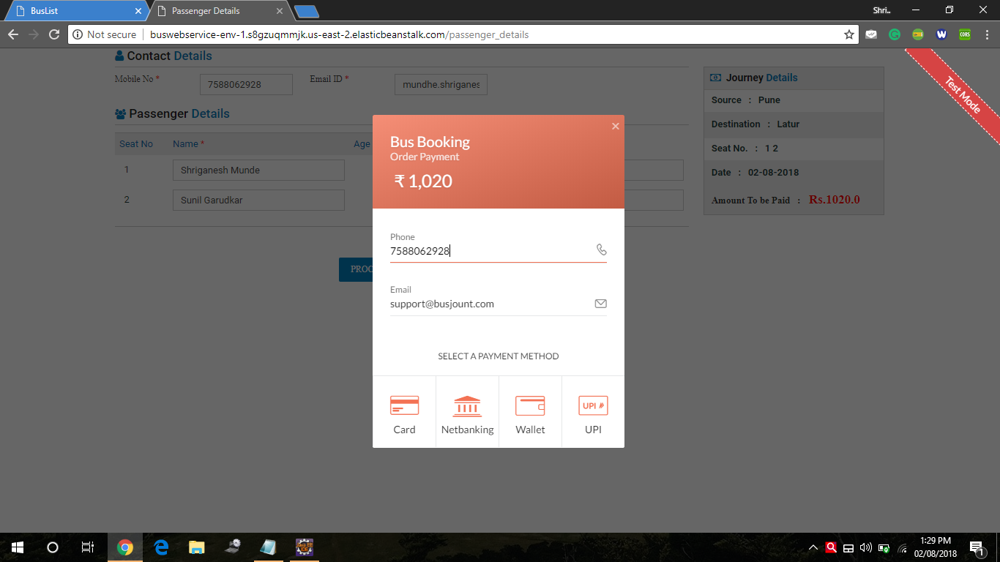 BusList
Passenger Details
Shri..
Not secure
buswebservice-env-1.s8gzuqmmjk.us-east-2.elasticbeanstalk.com/passenger_details
W
CORS
Contact Details
Mobile No *
7588062928
Email ID *
mundhe.shriganes
Passenger Details
Seat No
Name *
Age
1
Shriganesh Munde
2
Sunil Garudkar
PROC
Journey Details
Source : Pune
Destination : Latur
Seat No. : 1 2
Date : 02-08-2018
Amount To be Paid : Rs.1020.0
Test Mode
Bus Booking
Order Payment
₹ 1,020
Phone
7588062928
Email
support@busjount.com
SELECT A PAYMENT METHOD
Card
Netbanking
Wallet
UPI
UPI
Java EE
IDE
1:29 PM
02/08/2018
1